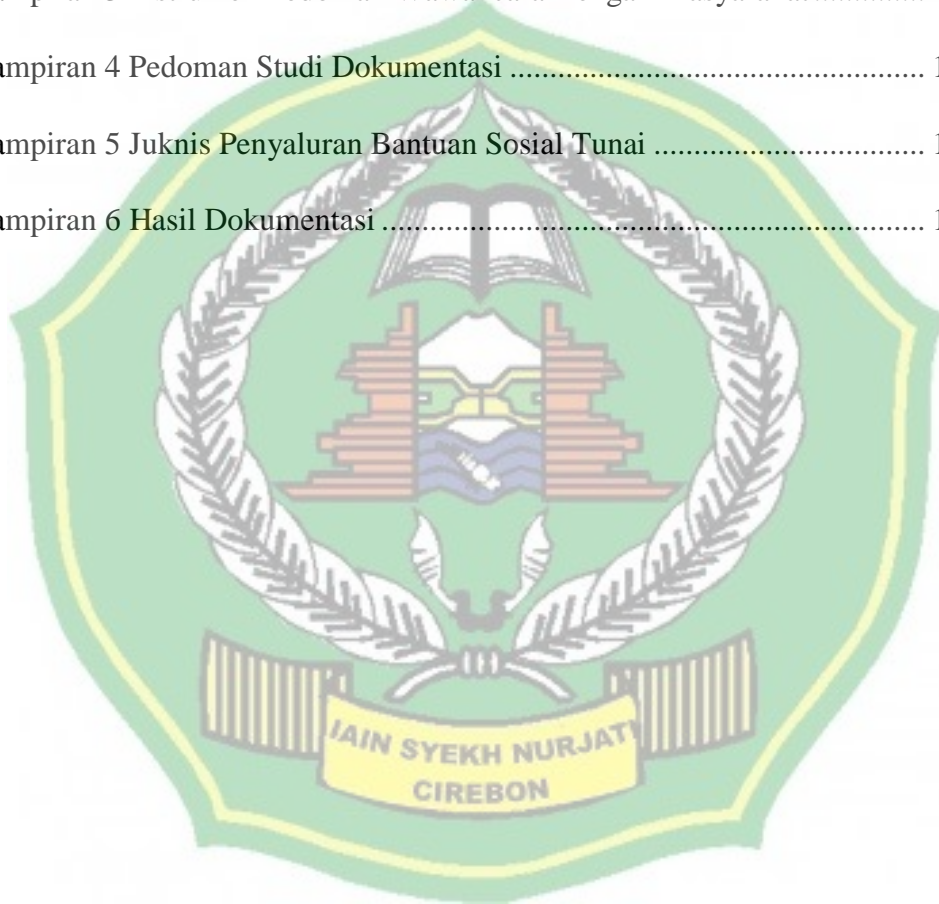 ampiran 4 Pedoman Studi Dokumentasi ........................................................ 1
ampiran 5 Juknis Penyaluran Bantuan Sosial Tunai .................................... 1
ampiran 6 Hasil Dokumentasi ........................................................................ 1
IAIN SYEKH NURJATI
CIREBON